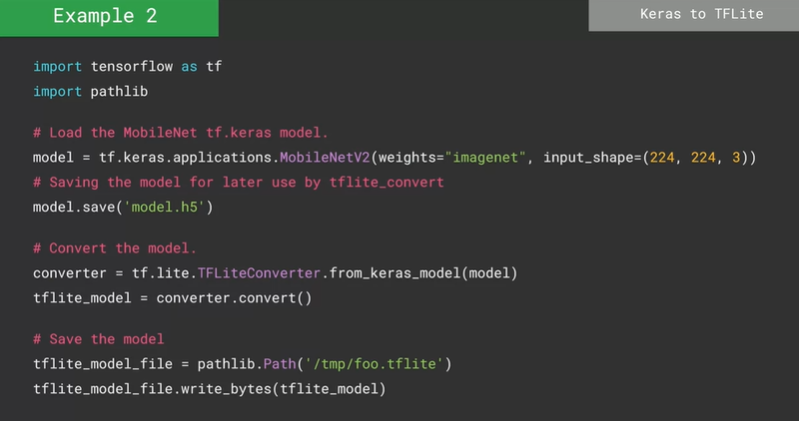 Example 2
Keras to TFLite
import tensorflow as tf
import pathlib
# Load the MobileNet tf.keras model.
model = tf.keras.applications.MobileNetV2(weights="imagenet", input_shape=(224, 224, 3))
# Saving the model for later use by tflite_convert
model.save('model.h5')
# Convert the model.
converter = tf.lite.TFLiteConverter.from_keras_model(model)
tflite_model = converter.convert()
# Save the model
tflite_model_file = pathlib.Path('/tmp/foo.tflite')
tflite_model_file.write_bytes(tflite_model)